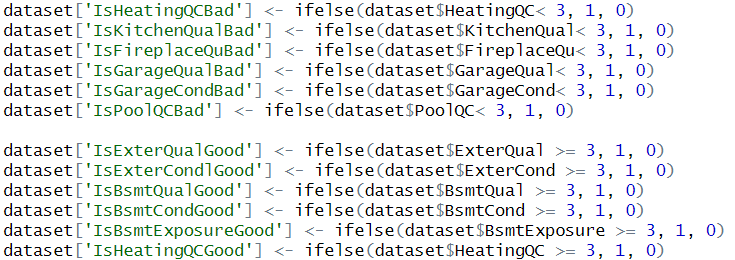 dataset['IsHeatingQCBad'] <- ifelse(dataset$HeatingQC< 3, 1, 0)
dataset['IsKitchenQualBad'] <- ifelse(dataset$KitchenQual< 3, 1, 0)
dataset['IsFireplaceQuBad'] <- ifelse(dataset$FireplaceQu< 3, 1, 0)
dataset['IsGarageQualBad'] <- ifelse(dataset$GarageQual< 3, 1, 0)
dataset['IsGarageCondBad'] <- ifelse(dataset$GarageCond< 3, 1, 0)
dataset['IsPoolQCBad'] <- ifelse(dataset$PoolQC< 3, 1, 0)

dataset['IsExterQualGood'] <- ifelse(dataset$ExterQual >= 3, 1, 0)
dataset['IsExterCondlGood'] <- ifelse(dataset$ExterCond >= 3, 1, 0)
dataset['IsBsmtQualGood'] <- ifelse(dataset$BsmtQual >= 3, 1, 0)
dataset['IsBsmtCondGood'] <- ifelse(dataset$BsmtCond >= 3, 1, 0)
dataset['IsBsmtExposureGood'] <- ifelse(dataset$BsmtExposure >= 3, 1, 0)
dataset['IsHeatingQCGood'] <- ifelse(dataset$HeatingQC >= 3, 1, 0)